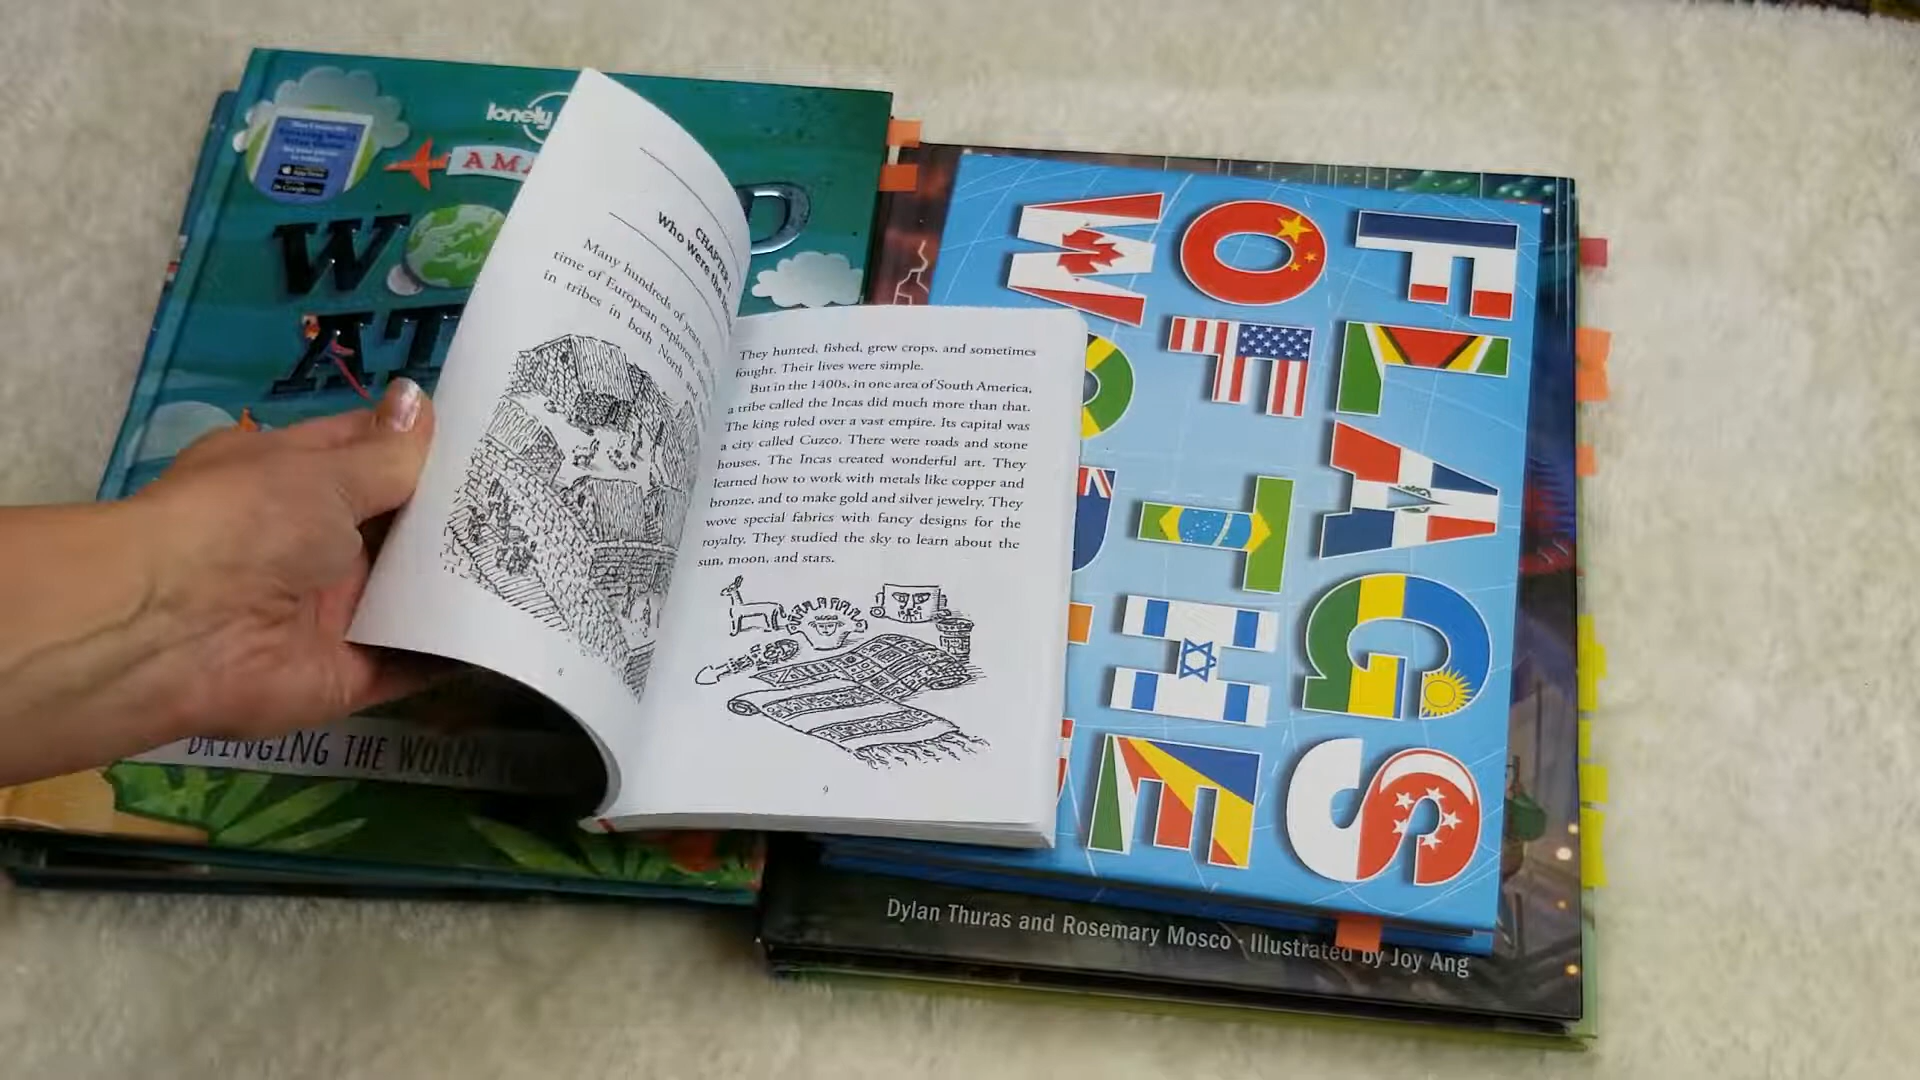 lonely
AMA
W D
AT
BRINGING THE WORLD
CHAPTER 1
Who Were the
Many hundreds of years
time of European explorers,
in tribes in both North and
8
They hunted, fished, grew crops, and sometimes
fought. Their lives were simple.
But in the 1400s, in one area of South America,
a tribe called the Incas did much more than that.
The king ruled over a vast empire. Its capital was
a city called Cuzco. There were roads and stone
houses. The Incas created wonderful art. They
learned how to work with metals like copper and
bronze, and to make gold and silver jewelry. They
wove special fabrics with fancy designs for the
royalty. They studied the sky to learn about the
sun, moon, and stars.
9
FLAGS
OF THE
WORLD
Dylan Thuras and Rosemary Mosco · Illustrated by Joy Ang